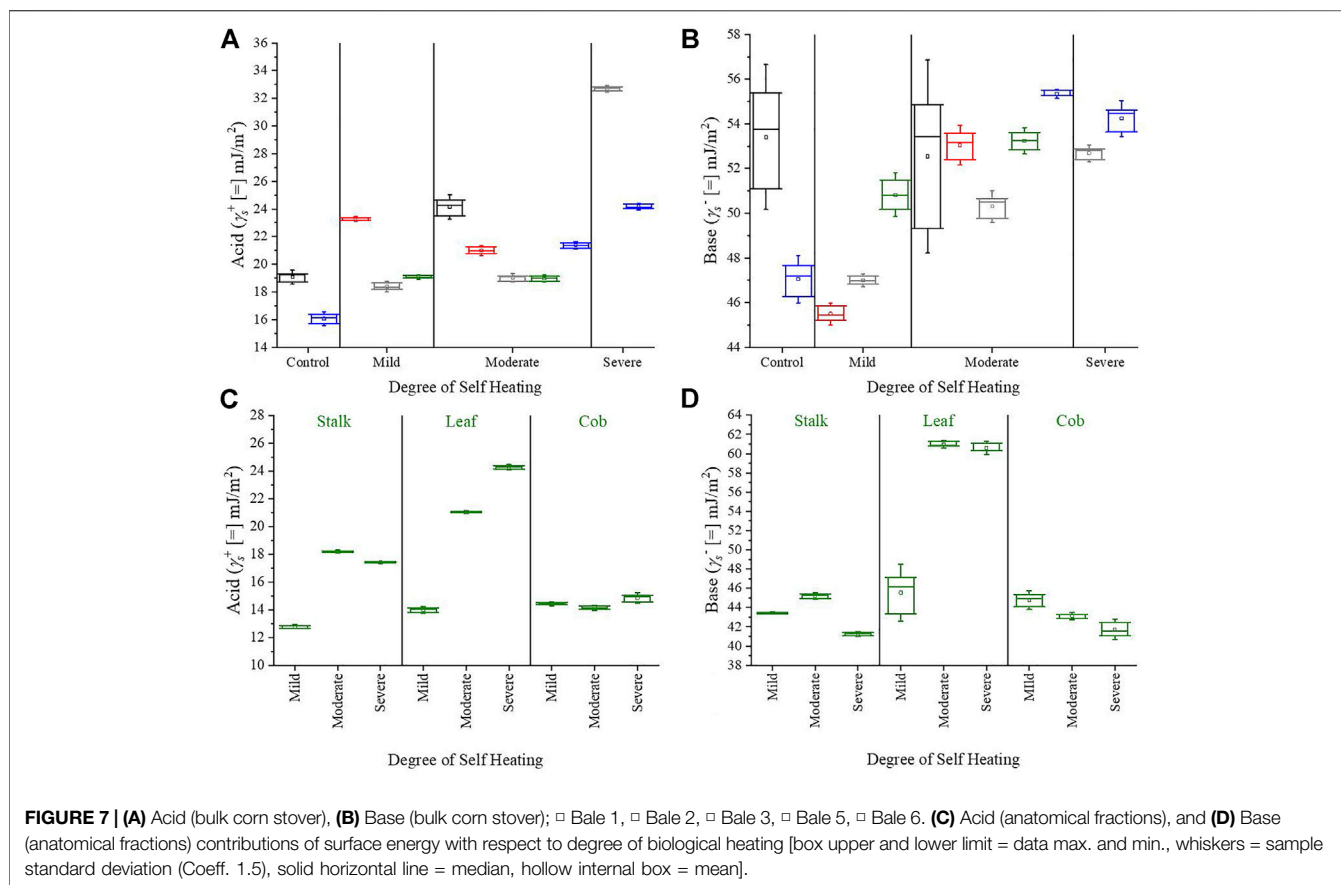 A
B
36
34
32
30
28
26
24
22
20
18
16
14
Acid (γs+ [=] mJ/m2
Control Mild Moderate Severe
Degree of Self Heating
58
56
54
52
50
48
46
44
Base (γs- [=] mJ/m2
Control Mild Moderate Severe
Degree of Self Heating
C
D
28
26
24
22
20
18
16
14
12
10
Acid (γs+ [=] mJ/m2
Stalk Leaf Cob
Mild Moderate Severe Mild Moderate Severe Mild Moderate Severe
Degree of Self Heating
64
62
60
58
56
54
52
50
48
46
44
42
40
38
Base (γs- [=] mJ/m2
Stalk Leaf Cob
Mild Moderate Severe Mild Moderate Severe Mild Moderate Severe
Degree of Self Heating
FIGURE 7 | (A) Acid (bulk corn stover), (B) Base (bulk corn stover); □ Bale 1, □ Bale 2, □ Bale 3, □ Bale 5, □ Bale 6. (C) Acid (anatomical fractions), and (D) Base
(anatomical fractions) contributions of surface energy with respect to degree of biological heating [box upper and lower limit = data max. and min., whiskers = sample
standard deviation (Coeff. 1.5), solid horizontal line = median, hollow internal box = mean].